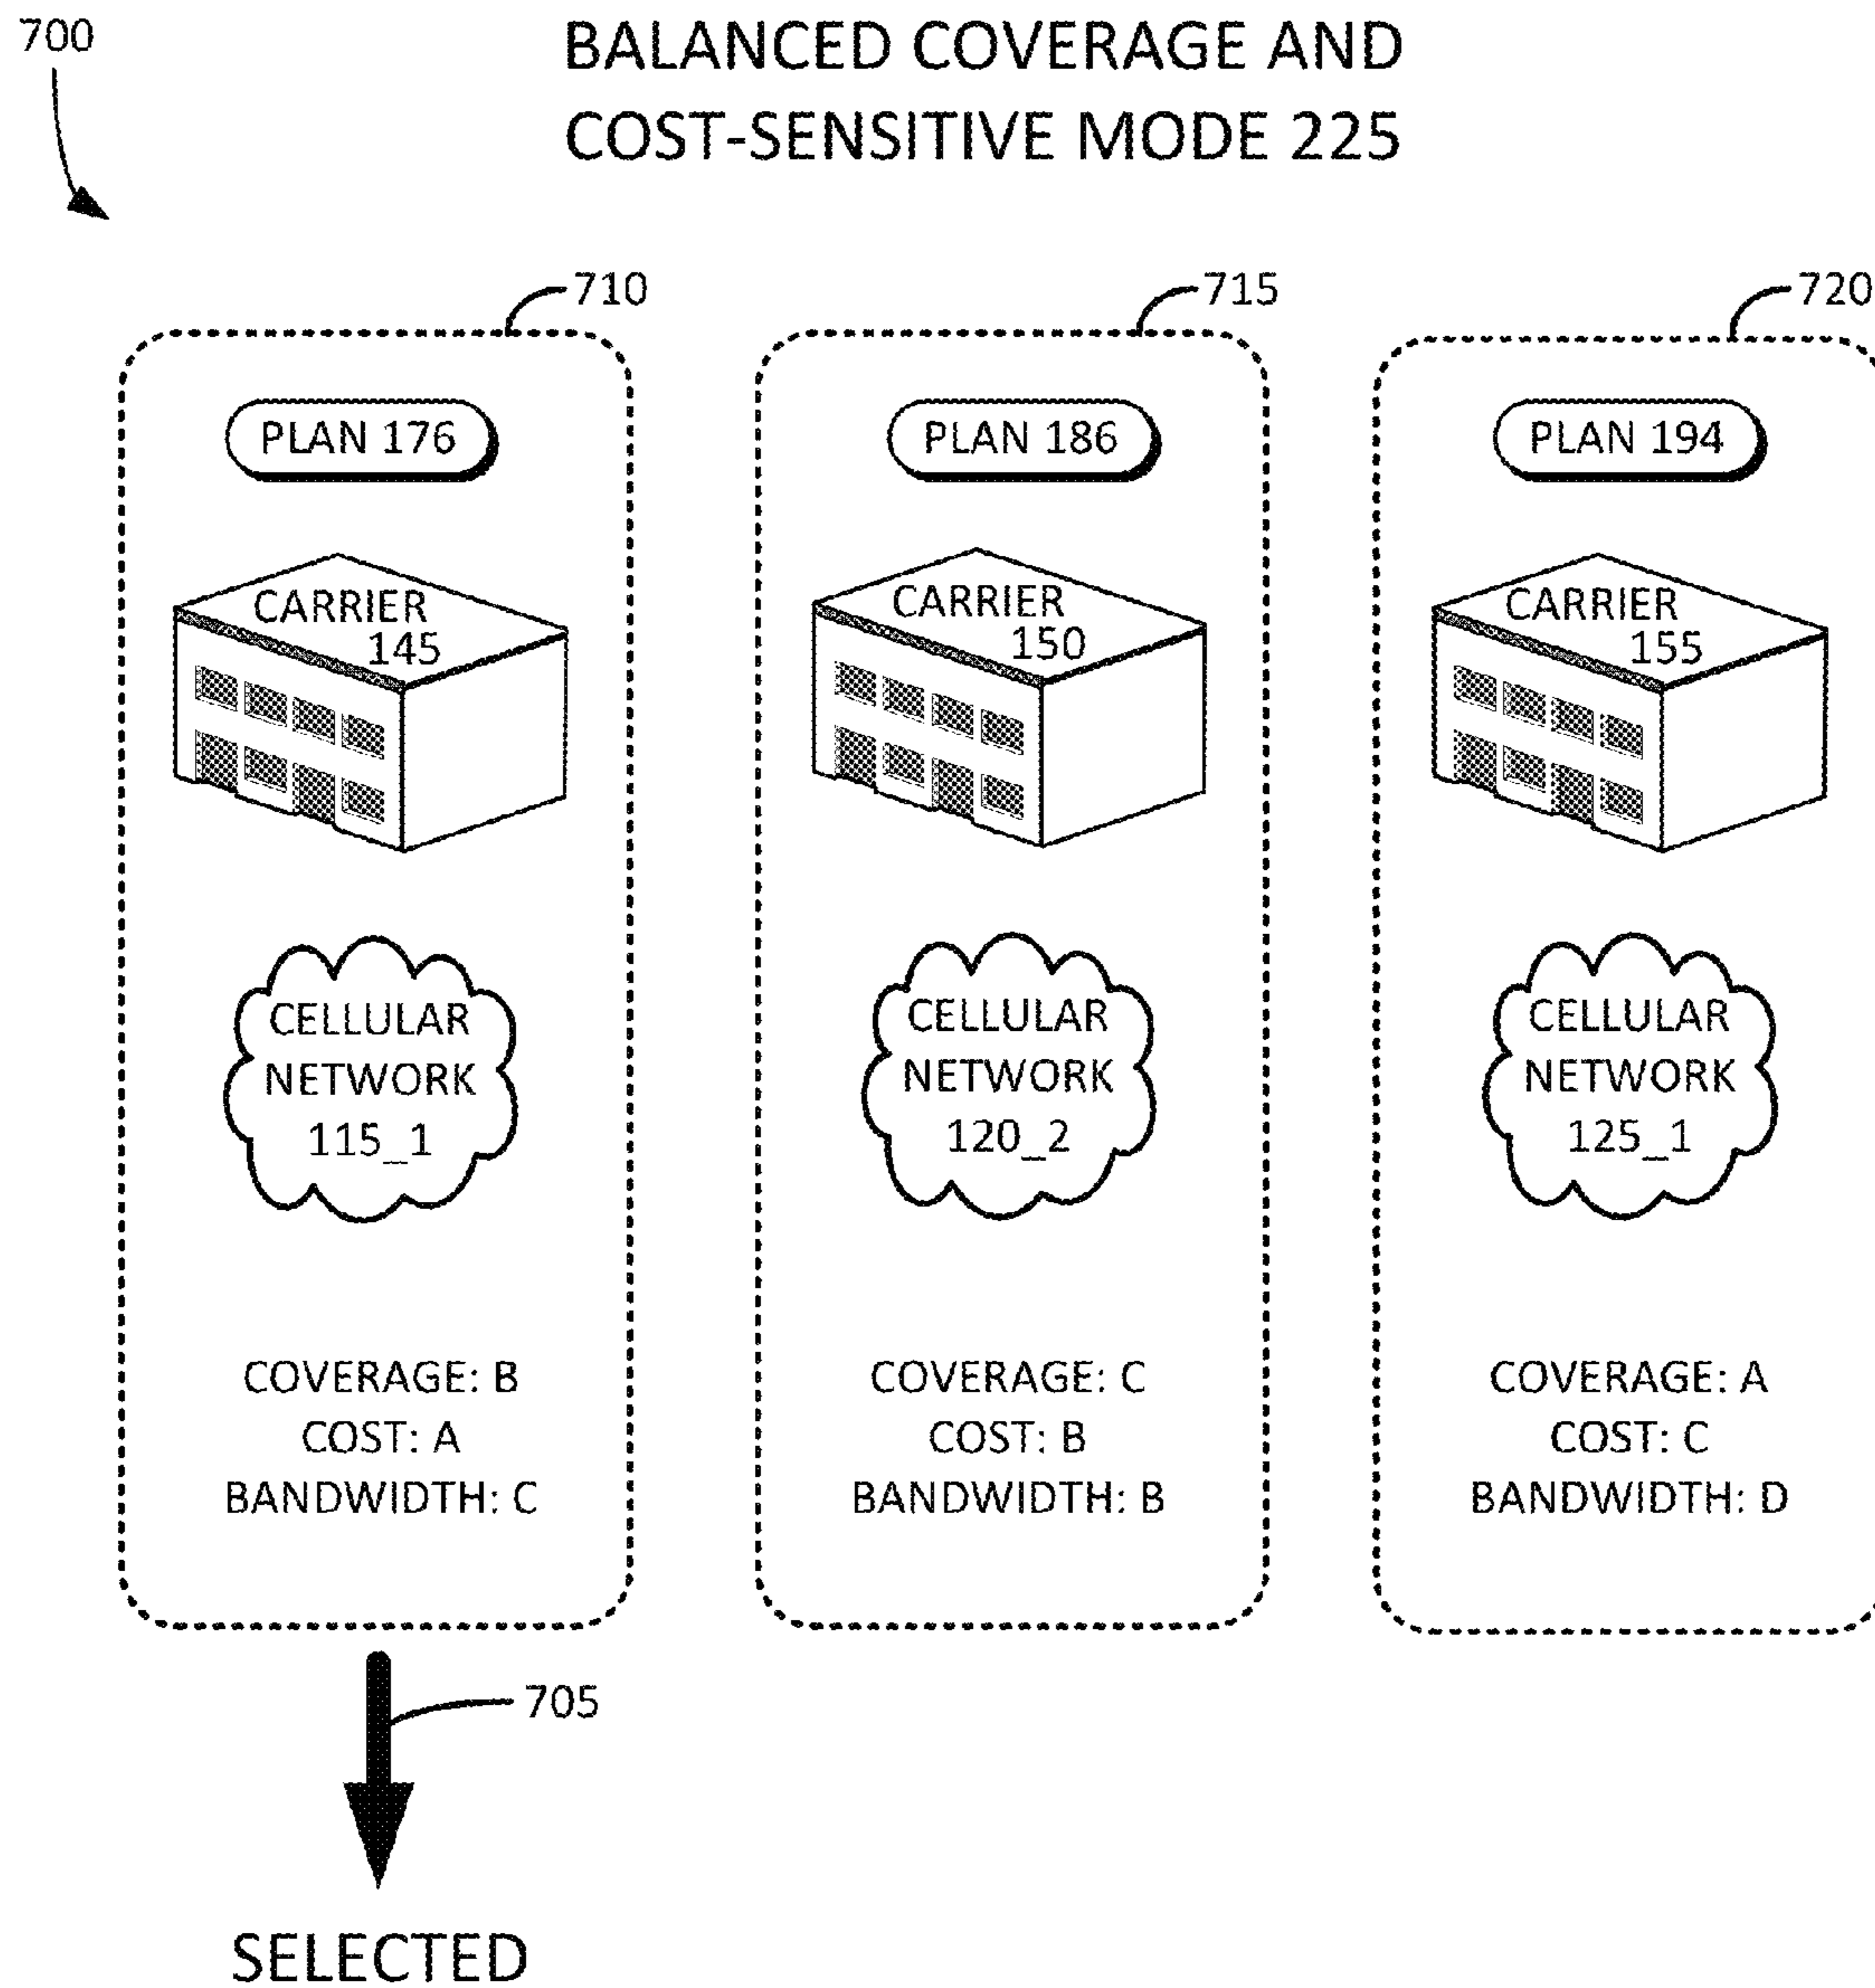 700
BALANCED COVERAGE AND
COST-SENSITIVE MODE 225
710
PLAN 176
CARRIER
145
CELLULAR
NETWORK
115_1
COVERAGE: B
COST: A
BANDWIDTH: C
715
PLAN 186
CARRIER
150
CELLULAR
NETWORK
120_2
COVERAGE: C
COST: B
BANDWIDTH: B
720
PLAN 194
CARRIER
155
CELLULAR
NETWORK
125_1
COVERAGE: A
COST: C
BANDWIDTH: D
705
SELECTED